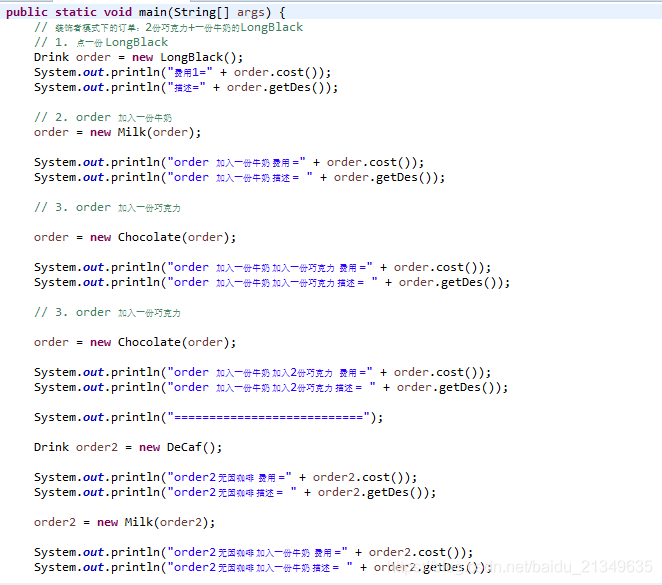 public static void main(String[] args) {
// 装饰者模式下的订单：2份巧克力+一份牛奶的LongBlack
// 1. 点一份 LongBlack
Drink order = new LongBlack();
System.out.println("费用1=" + order.cost());
System.out.println("描述=" + order.getDes());
// 2. order 加入一份牛奶
order = new Milk(order);
System.out.println("order 加入一份牛奶 费用 =" + order.cost());
System.out.println("order 加入一份牛奶 描述 = " + order.getDes());
// 3. order 加入一份巧克力
order = new Chocolate(order);
System.out.println("order 加入一份牛奶 加入一份巧克力  费用 =" + order.cost());
System.out.println("order 加入一份牛奶 加入一份巧克力 描述 = " + order.getDes());
// 3. order 加入一份巧克力
order = new Chocolate(order);
System.out.println("order 加入一份牛奶 加入2份巧克力  费用 =" + order.cost());
System.out.println("order 加入一份牛奶 加入2份巧克力 描述 = " + order.getDes());
System.out.println("===========================");
Drink order2 = new DeCaf();
System.out.println("order2 无因咖啡 费用 =" + order2.cost());
System.out.println("order2 无因咖啡 描述 = " + order2.getDes());
order2 = new Milk(order2);
System.out.println("order2 无因咖啡 加入一份牛奶  费用 =" + order2.cost());
System.out.println("order2 无因咖啡 加入一份牛奶 描述 = " + order2.getDes());